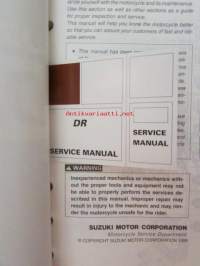 Write yourself with the motorcycle and its maintenance.
Use this section as well as other sections as a guide
for proper inspection and service.
This manual will help you know the motorcycle better
so that you can assure your customers of fast and reli-
able service.
This manual has been
DR
SERVICE MANUAL
SERVICE
MANUAL
WARNING
Inexperienced mechanics or mechanics with-
out the proper tools and equipment may not
be able to properly perform the services de-
scribed in this manual. Improper repair may
result in injury to the mechanic and may ren-
der the motorcycle unsafe for the rider.
SUZUKI MOTOR CORPORATION
Motorcycle Service Department
© COPYRIGHT SUZUKI MOTOR CORPORATION
antiikki.net